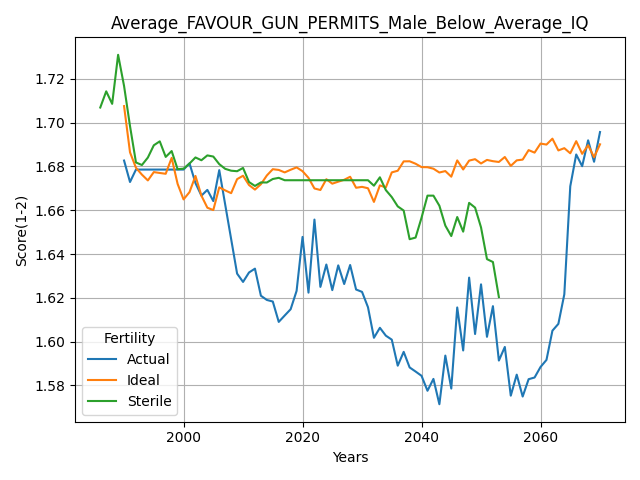 Average_FAVOUR_GUN_PERMITS_Male_Below_Average_IQ
Score(1-2)
1.72
1.70
1.68
1.66
1.64
1.62
1.60
1.58
Fertility
Actual
Ideal
Sterile
2000 2020 2040 2060
Years